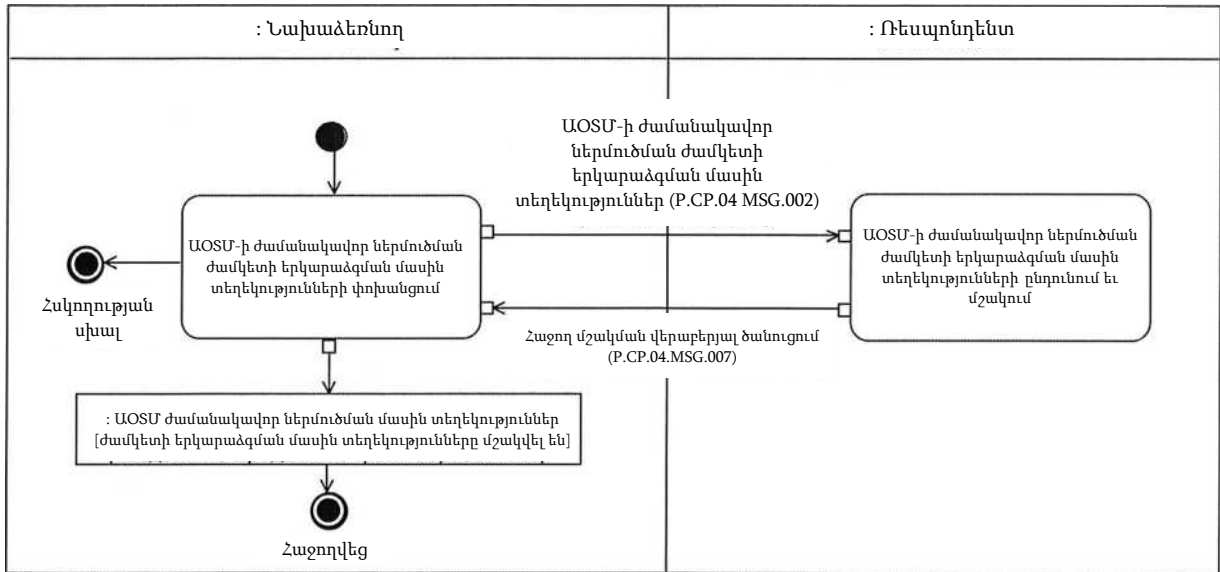 : Նախաձեռնող
: Ռեսպոնդենտ
ԱՕՏՄ-ի ժամանակավոր
ներմուծման ժամկետի
երկարաձգման մասին
տեղեկություններ (P.CP.04 MSG.002)
ԱՕՏՄ-ի ժամանակավոր ներմուծման
ժամկետի երկարաձգման մասին
տեղեկությունների փոխանցում
ԱՕՏՄ-ի ժամանակավոր ներմուծման
ժամկետի երկարաձգման մասին
տեղեկությունների ընդունում եւ
մշակում
Հսկողության
սխալ
Հաջող մշակման վերաբերյալ ծանուցում
(P.CP.04.MSG.007)
: ԱՕՏՄ ժամանակավոր ներմուծման մասին տեղեկություններ
[ժամկետի երկարաձգման մասին տեղեկությունները մշակվել են]
Հաջողվեց